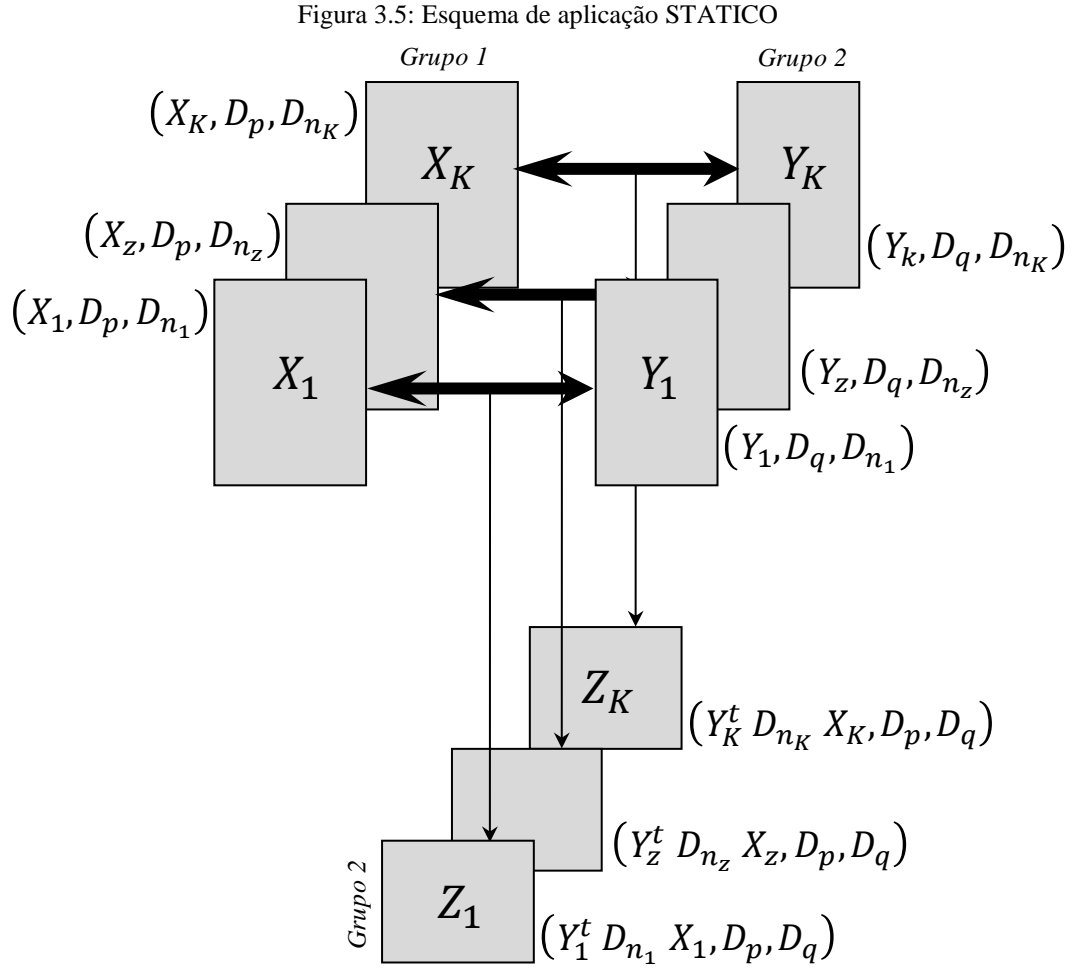 Figura 3.5: Esquema de aplicação STATICO
Grupo 1
Grupo 2
(X_K, D_p, D_{n_K})
X_K
Y_K
(X_z, D_p, D_{n_z})
(Y_k, D_q, D_{n_K})
(X_1, D_p, D_{n_1})
X_1
Y_1
(Y_z, D_q, D_{n_z})
(Y_1, D_q, D_{n_1})
Z_K
(Y_K^t D_{n_K} X_K, D_p, D_q)
(Y_z^t D_{n_z} X_z, D_p, D_q)
Grupo 2
Z_1
(Y_1^t D_{n_1} X_1, D_p, D_q)